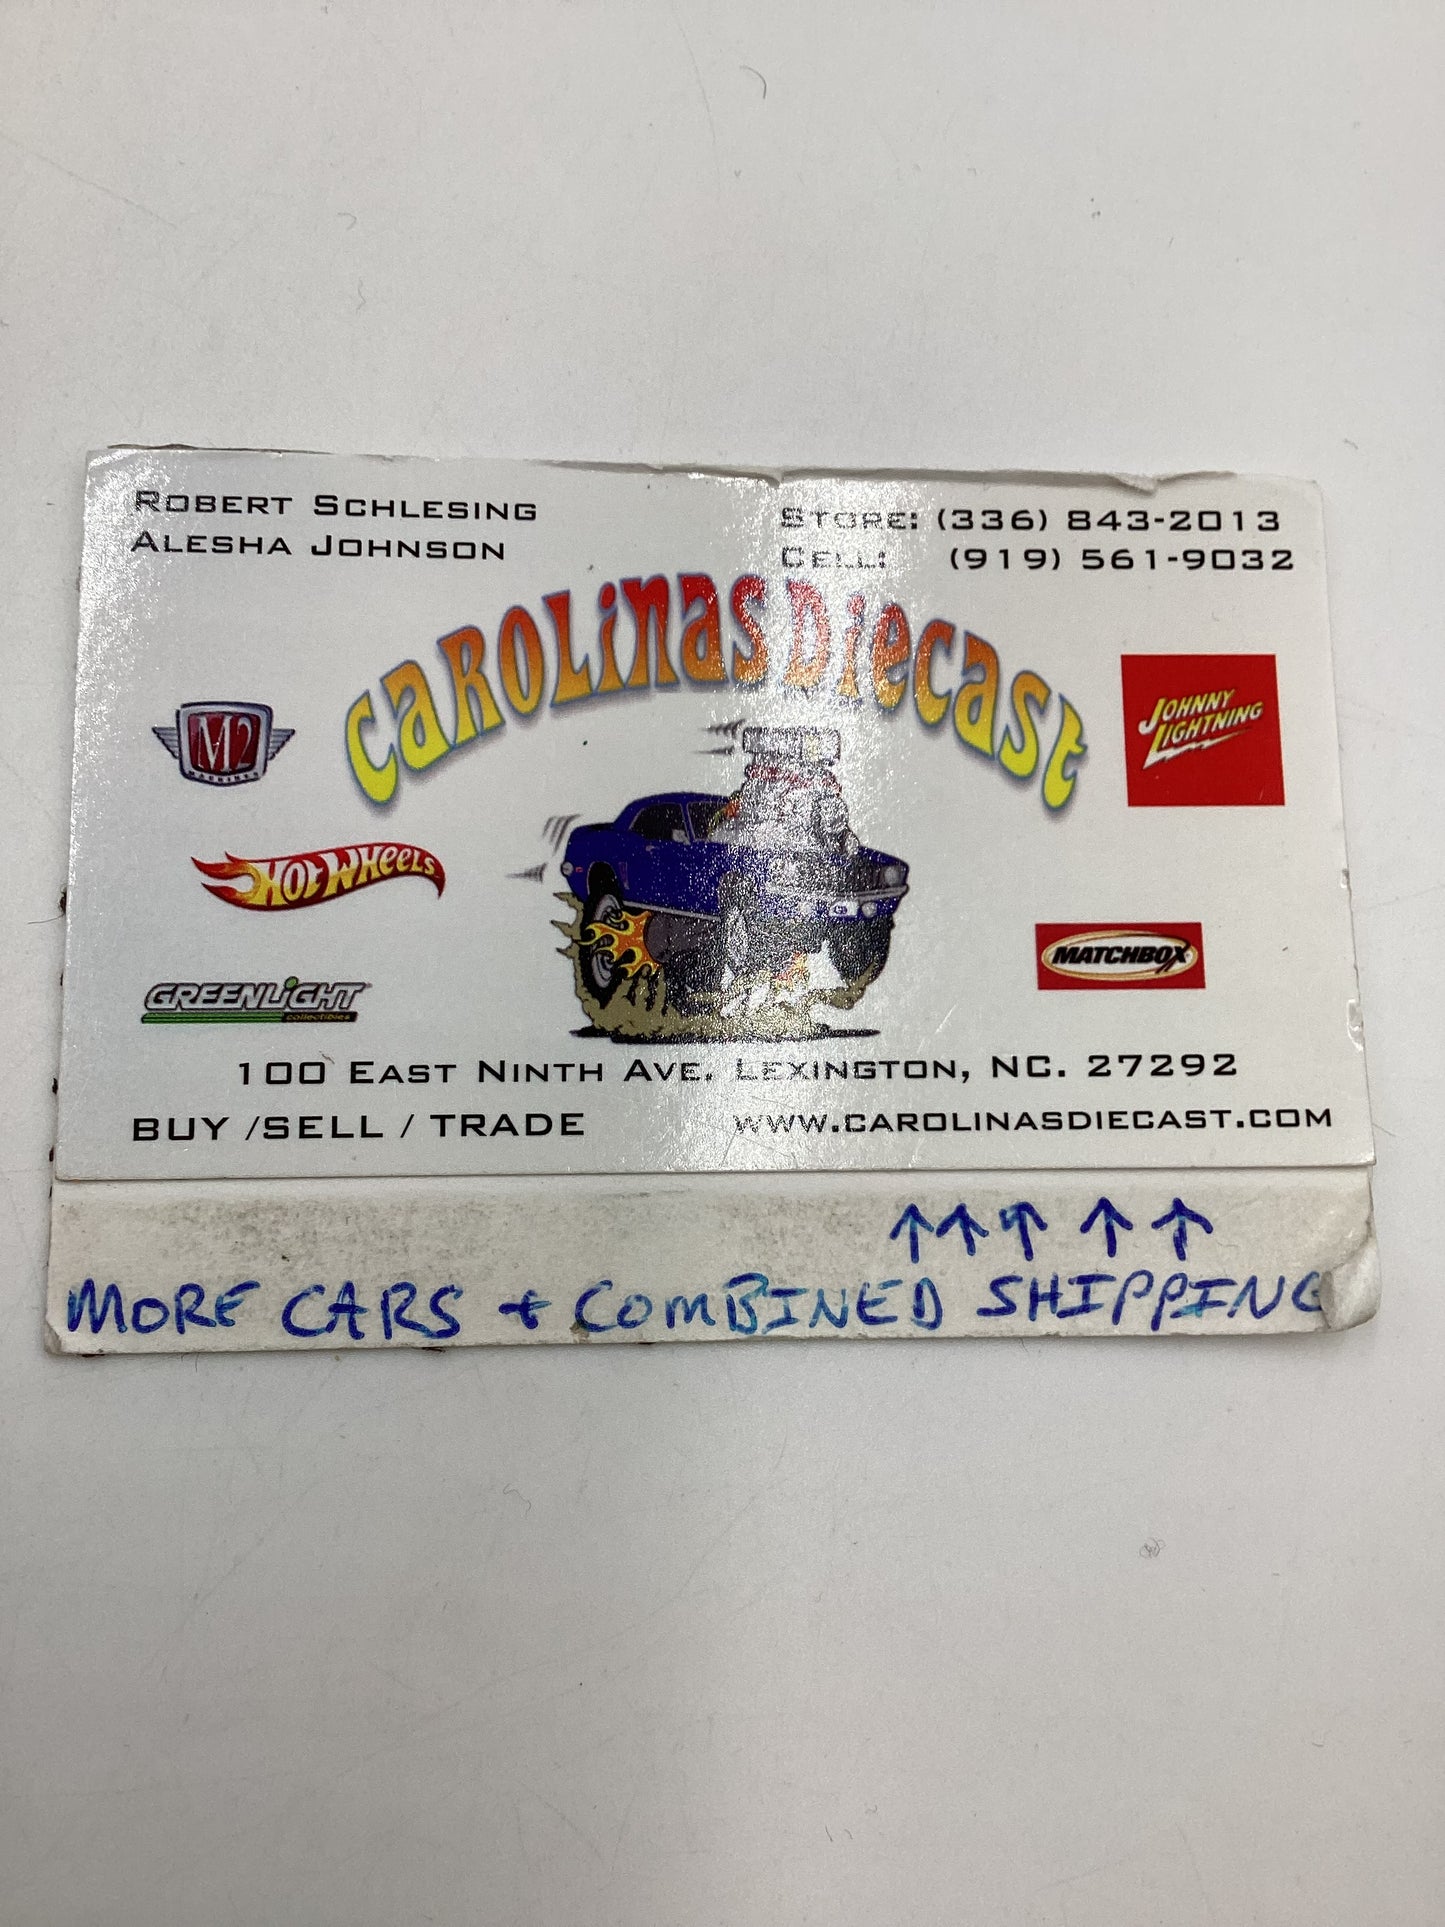 ROBERT SCHLESING
ALESHA JOHNSON
STORE: (336) 843-2013
CELL: (919) 561-9032
CAROLINAS DIECAST
M2
MACHINES
JOHNNY
LIGHTNING
HOT WHEELS
MATCHBOX
GREENLIGHT
collectibles
100 EAST NINTH AVE. LEXINGTON, NC. 27292
BUY /SELL / TRADE
WWW.CAROLINASDIECAST.COM
↑ ↑ ↑ ↑ ↑
MORE CARS + COMBINED SHIPPING